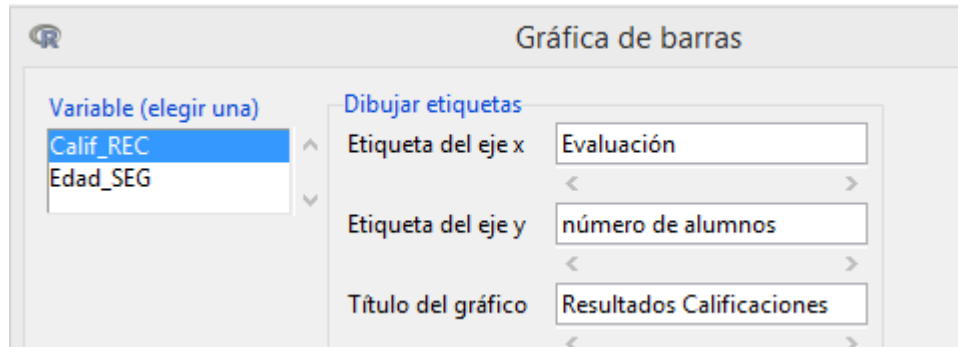 Gráfica de barras
Variable (elegir una)
Calif_REC
Edad_SEG
Dibujar etiquetas
Etiqueta del eje x
Evaluación
Etiqueta del eje y
número de alumnos
Título del gráfico
Resultados Calificaciones